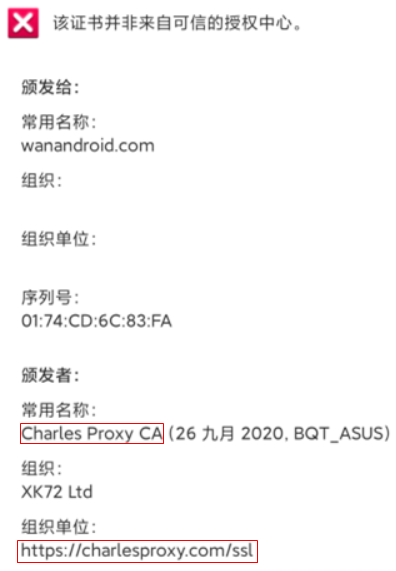 该证书并非来自可信的授权中心。
颁发给：
常用名称：
wanandroid.com
组织：
组织单位：
序列号：
01:74:CD:6C:83:FA
颁发者：
常用名称：
Charles Proxy CA (26 九月 2020, BQT_ASUS)
组织：
XK72 Ltd
组织单位：
https://charlesproxy.com/ssl